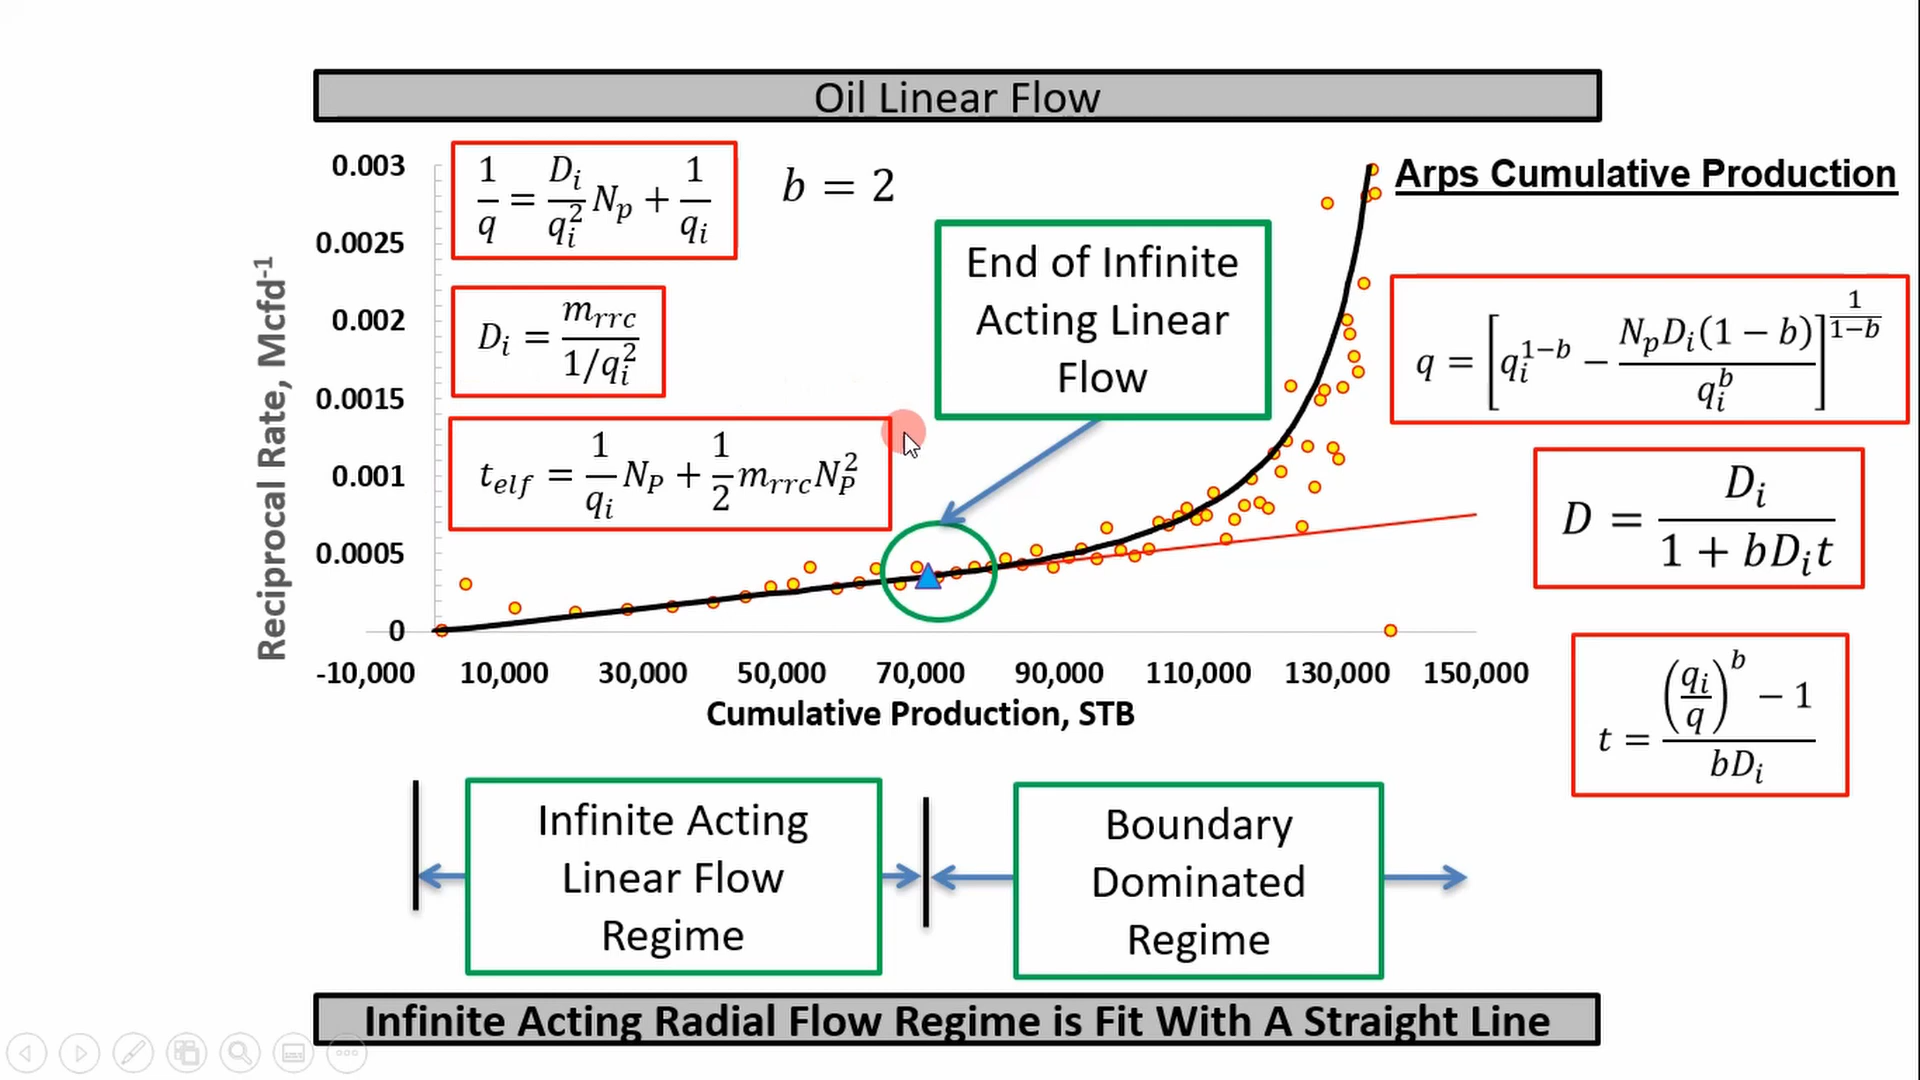 Oil Linear Flow
1/q = D_i/q_i^2 N_p + 1/q_i
b = 2
Arps Cumulative Production
D_i = m_rrc / 1/q_i^2
t_elf = 1/q_i N_P + 1/2 m_rrc N_P^2
End of Infinite
Acting Linear
Flow
q = [q_i^{1-b} − N_p D_i(1 − b) / q_i^b]^{1/(1-b)}
D = D_i / 1 + bD_i t
t = (q_i/q)^b − 1 / bD_i
Reciprocal Rate, Mcfd^-1
0.003
0.0025
0.002
0.0015
0.001
0.0005
0
-10,000 10,000 30,000 50,000 70,000 90,000 110,000 130,000 150,000
Cumulative Production, STB
Infinite Acting
Linear Flow
Regime
Boundary
Dominated
Regime
Infinite Acting Radial Flow Regime is Fit With A Straight Line